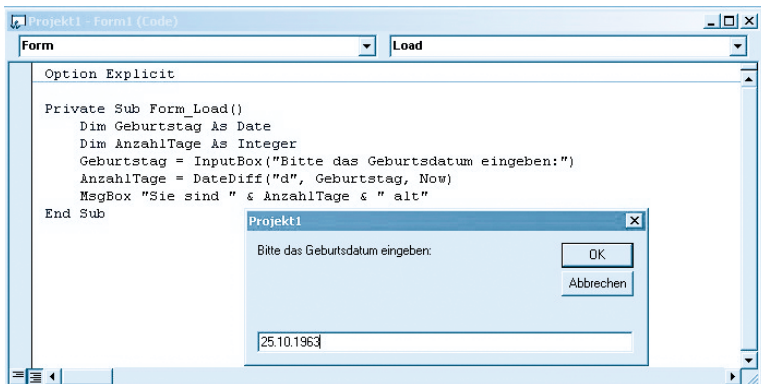 Projekt1 - Form1 (Code)
Form Load
Option Explicit
Private Sub Form_Load()
Dim Geburtstag As Date
Dim AnzahlTage As Integer
Geburtstag = InputBox("Bitte das Geburtsdatum eingeben:")
AnzahlTage = DateDiff("d", Geburtstag, Now)
MsgBox "Sie sind " & AnzahlTage & " alt"
End Sub
Projekt1
Bitte das Geburtsdatum eingeben:
OK
Abbrechen
25.10.1963